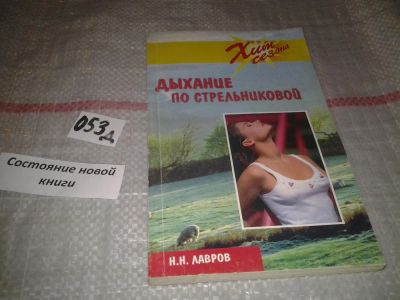 Хит
сезона
ДЫХАНИЕ
ПО СТРЕЛЬНИКОВОЙ
Н.Н. ЛАВРОВ
053д
Состояние новой
книги